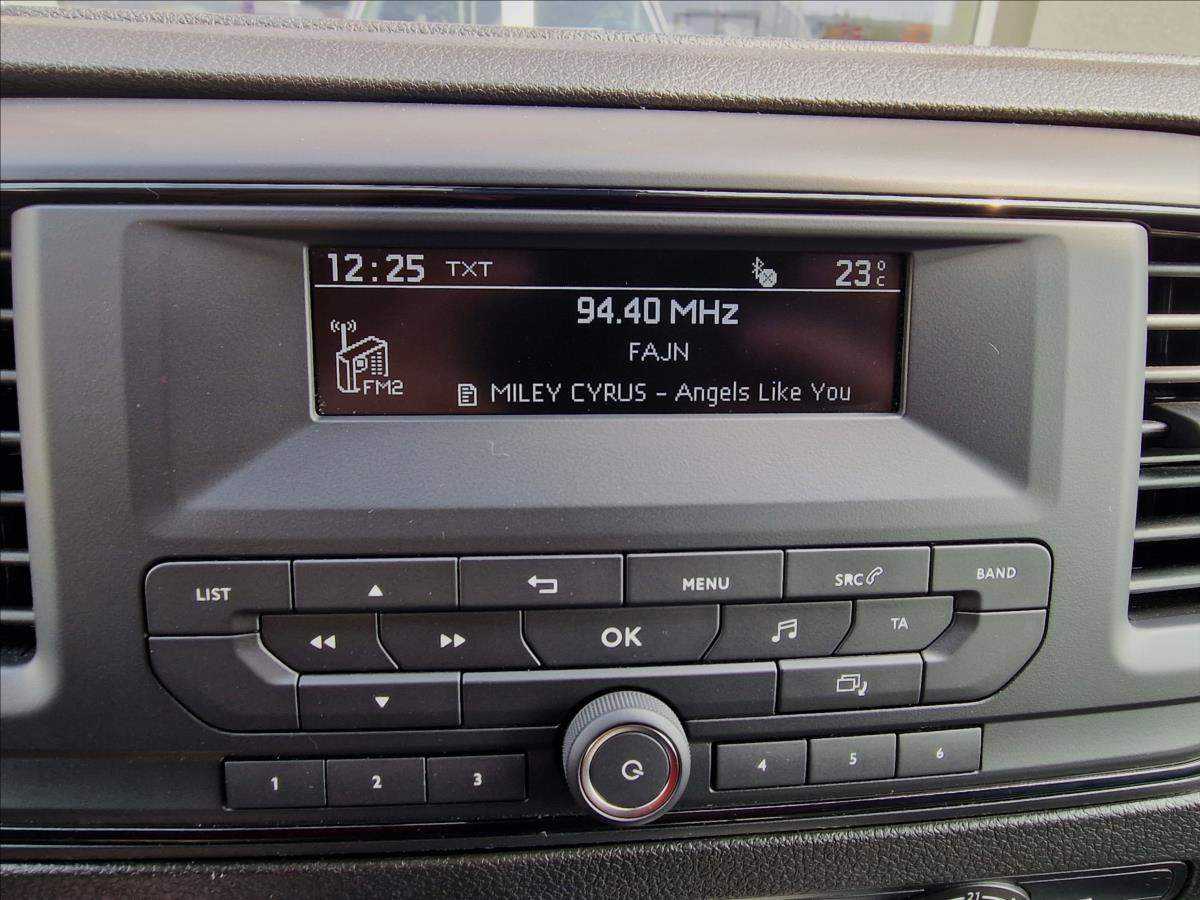 12:25 TXT 23°C
94.40 MHz
FAJN
FM2
MILEY CYRUS - Angels Like You
LIST MENU SRC BAND
OK TA
1 2 3 4 5 6
21